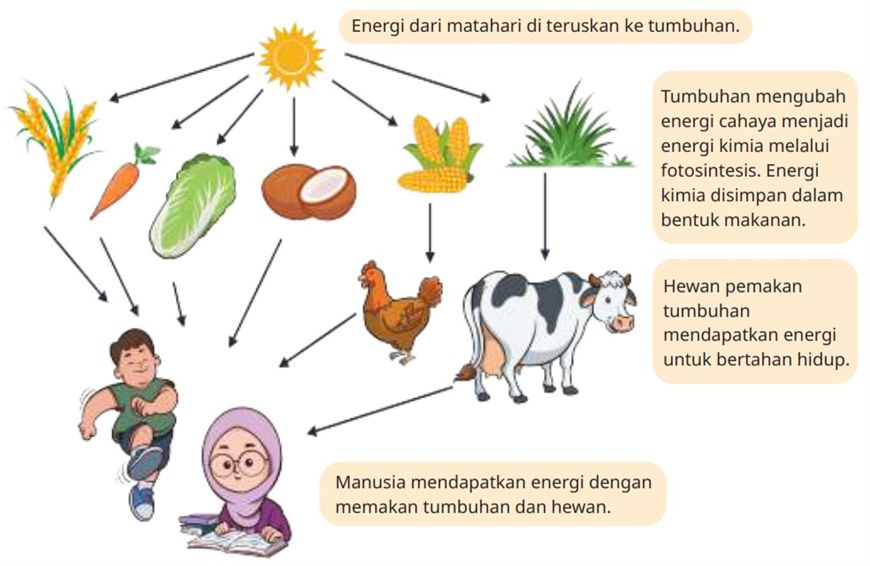 Energi dari matahari di teruskan ke tumbuhan.
Tumbuhan mengubah
energi cahaya menjadi
energi kimia melalui
fotosintesis. Energi
kimia disimpan dalam
bentuk makanan.
Hewan pemakan
tumbuhan
mendapatkan energi
untuk bertahan hidup.
Manusia mendapatkan energi dengan
memakan tumbuhan dan hewan.